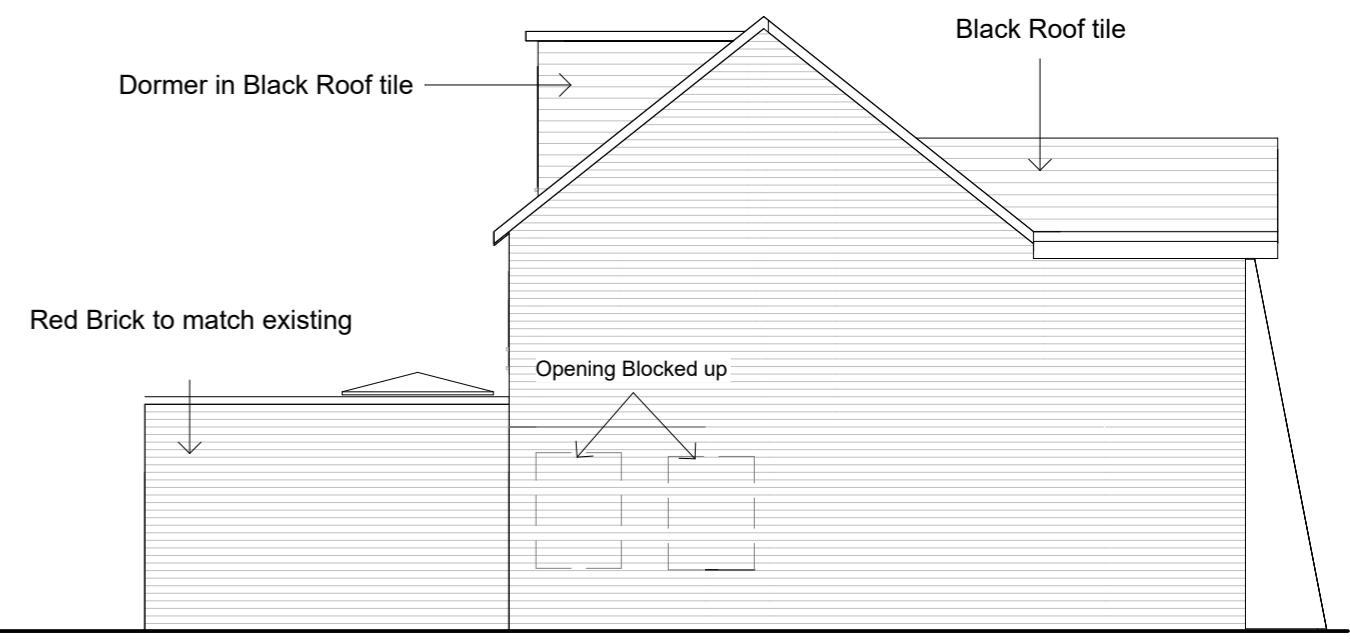 Black Roof tile
Dormer in Black Roof tile
Red Brick to match existing
Opening Blocked up